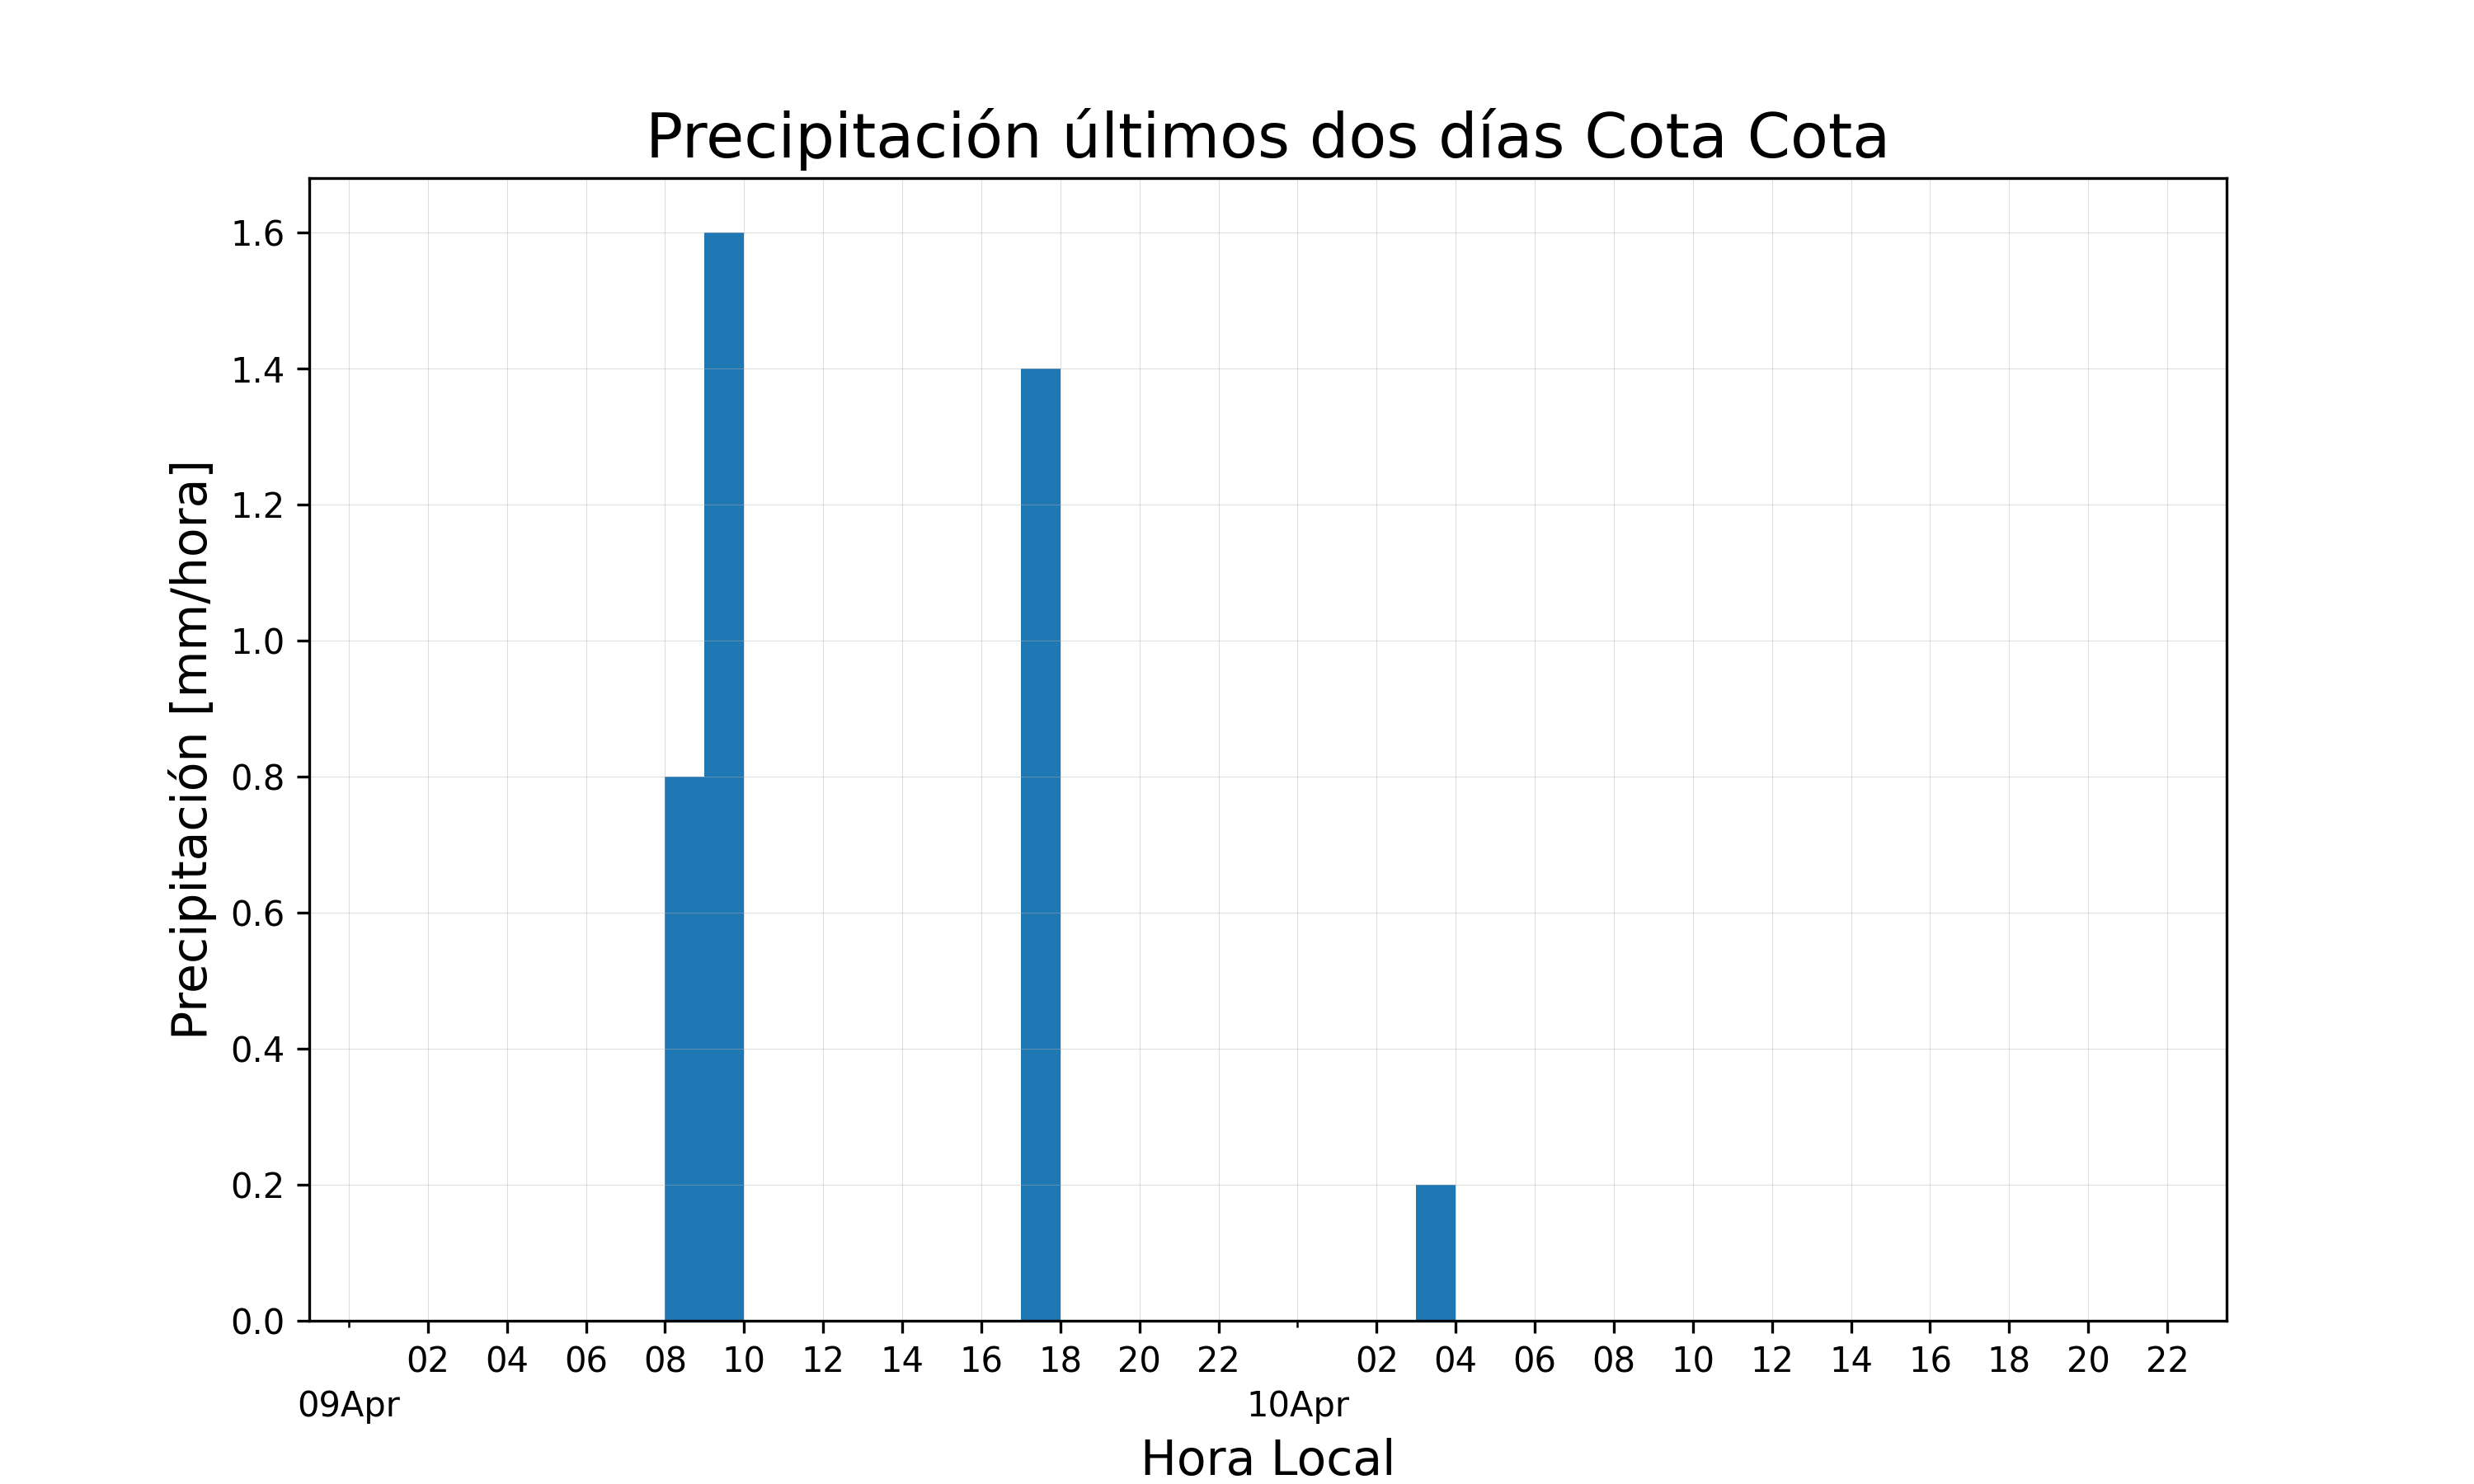 Precipitación últimos dos días Cota Cota
Precipitación [mm/hora]
1.6
1.4
1.2
1.0
0.8
0.6
0.4
0.2
0.0
02 04 06 08 10 12 14 16 18 20 22 02 04 06 08 10 12 14 16 18 20 22
09Apr 10Apr
Hora Local